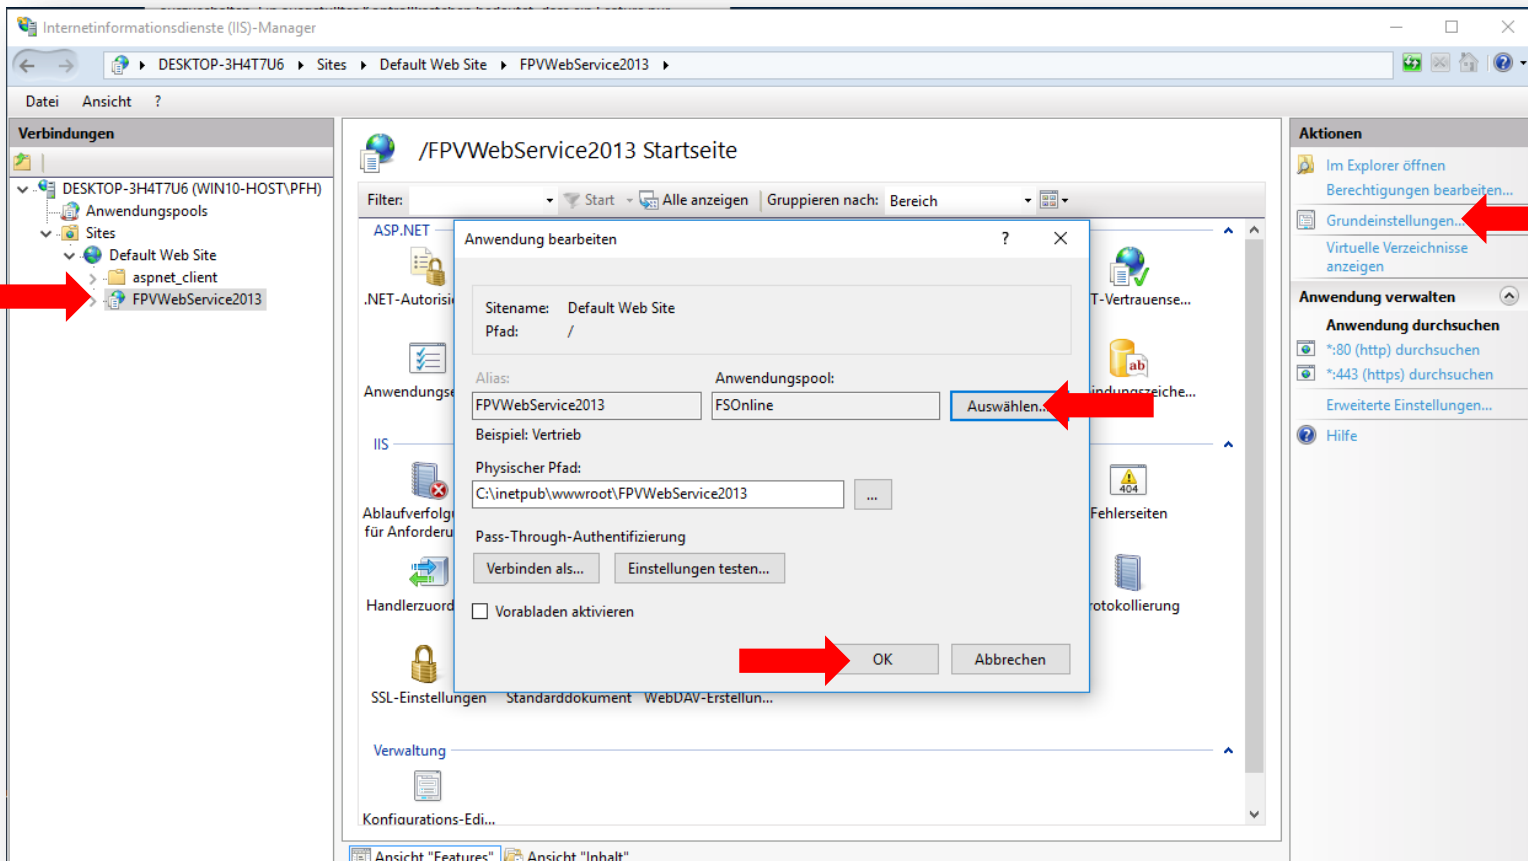 Internetinformationsdienste (IIS)-Manager
DESKTOP-3H4T7U6 Sites Default Web Site FPVWebService2013
Datei Ansicht ?
Verbindungen
DESKTOP-3H4T7U6 (WIN10-HOST\PFH)
Anwendungspools
Sites
Default Web Site
aspnet_client
FPVWebService2013
/FPVWebService2013 Startseite
Filter: Start Alle anzeigen Gruppieren nach: Bereich
ASP.NET
.NET-Autorisi
T-Vertrauense...
Anwendungse
indungszeiche...
ab
IIS
Ablaufverfolgu
für Anforderu
404
Fehlerseiten
Handlerzuord
rotokollierung
SSL-Einstellungen Standarddokument WebDAV-Erstellun...
Verwaltung
Konfigurations-Edi...
Ansicht "Features" Ansicht "Inhalt"
Anwendung bearbeiten ?
Sitename: Default Web Site
Pfad: /
Alias: Anwendungspool:
FPVWebService2013 FSOnline Auswählen...
Beispiel: Vertrieb
Physischer Pfad:
C:\inetpub\wwwroot\FPVWebService2013 ...
Pass-Through-Authentifizierung
Verbinden als... Einstellungen testen...
Vorabladen aktivieren
OK Abbrechen
Aktionen
Im Explorer öffnen
Berechtigungen bearbeiten...
Grundeinstellungen...
Virtuelle Verzeichnisse
anzeigen
Anwendung verwalten
Anwendung durchsuchen
*:80 (http) durchsuchen
*:443 (https) durchsuchen
Erweiterte Einstellungen...
Hilfe